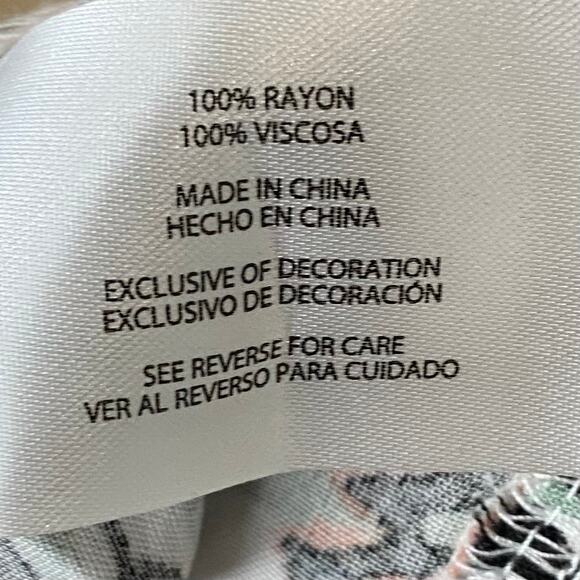 100% RAYON
100% VISCOSA
MADE IN CHINA
HECHO EN CHINA
EXCLUSIVE OF DECORATION
EXCLUSIVO DE DECORACIÓN
SEE REVERSE FOR CARE
VER AL REVERSO PARA CUIDADO